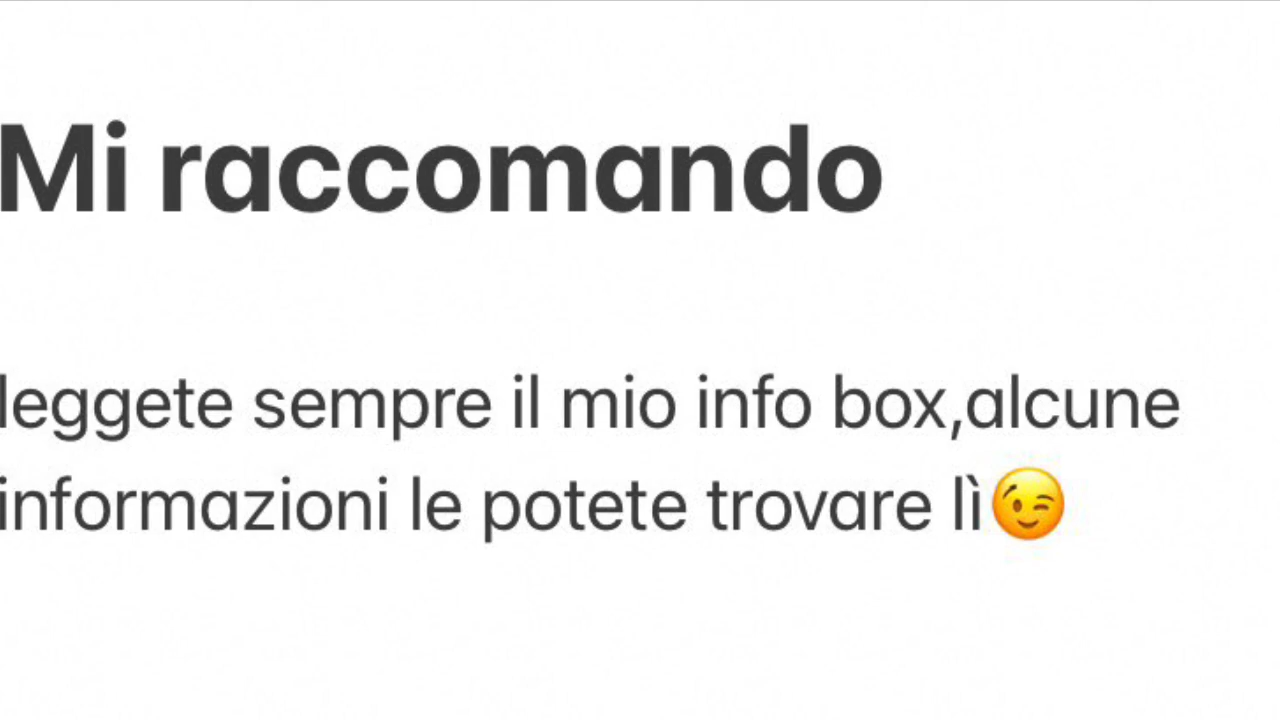 Mi raccomando
leggete sempre il mio info box,alcune
informazioni le potete trovare lì😉